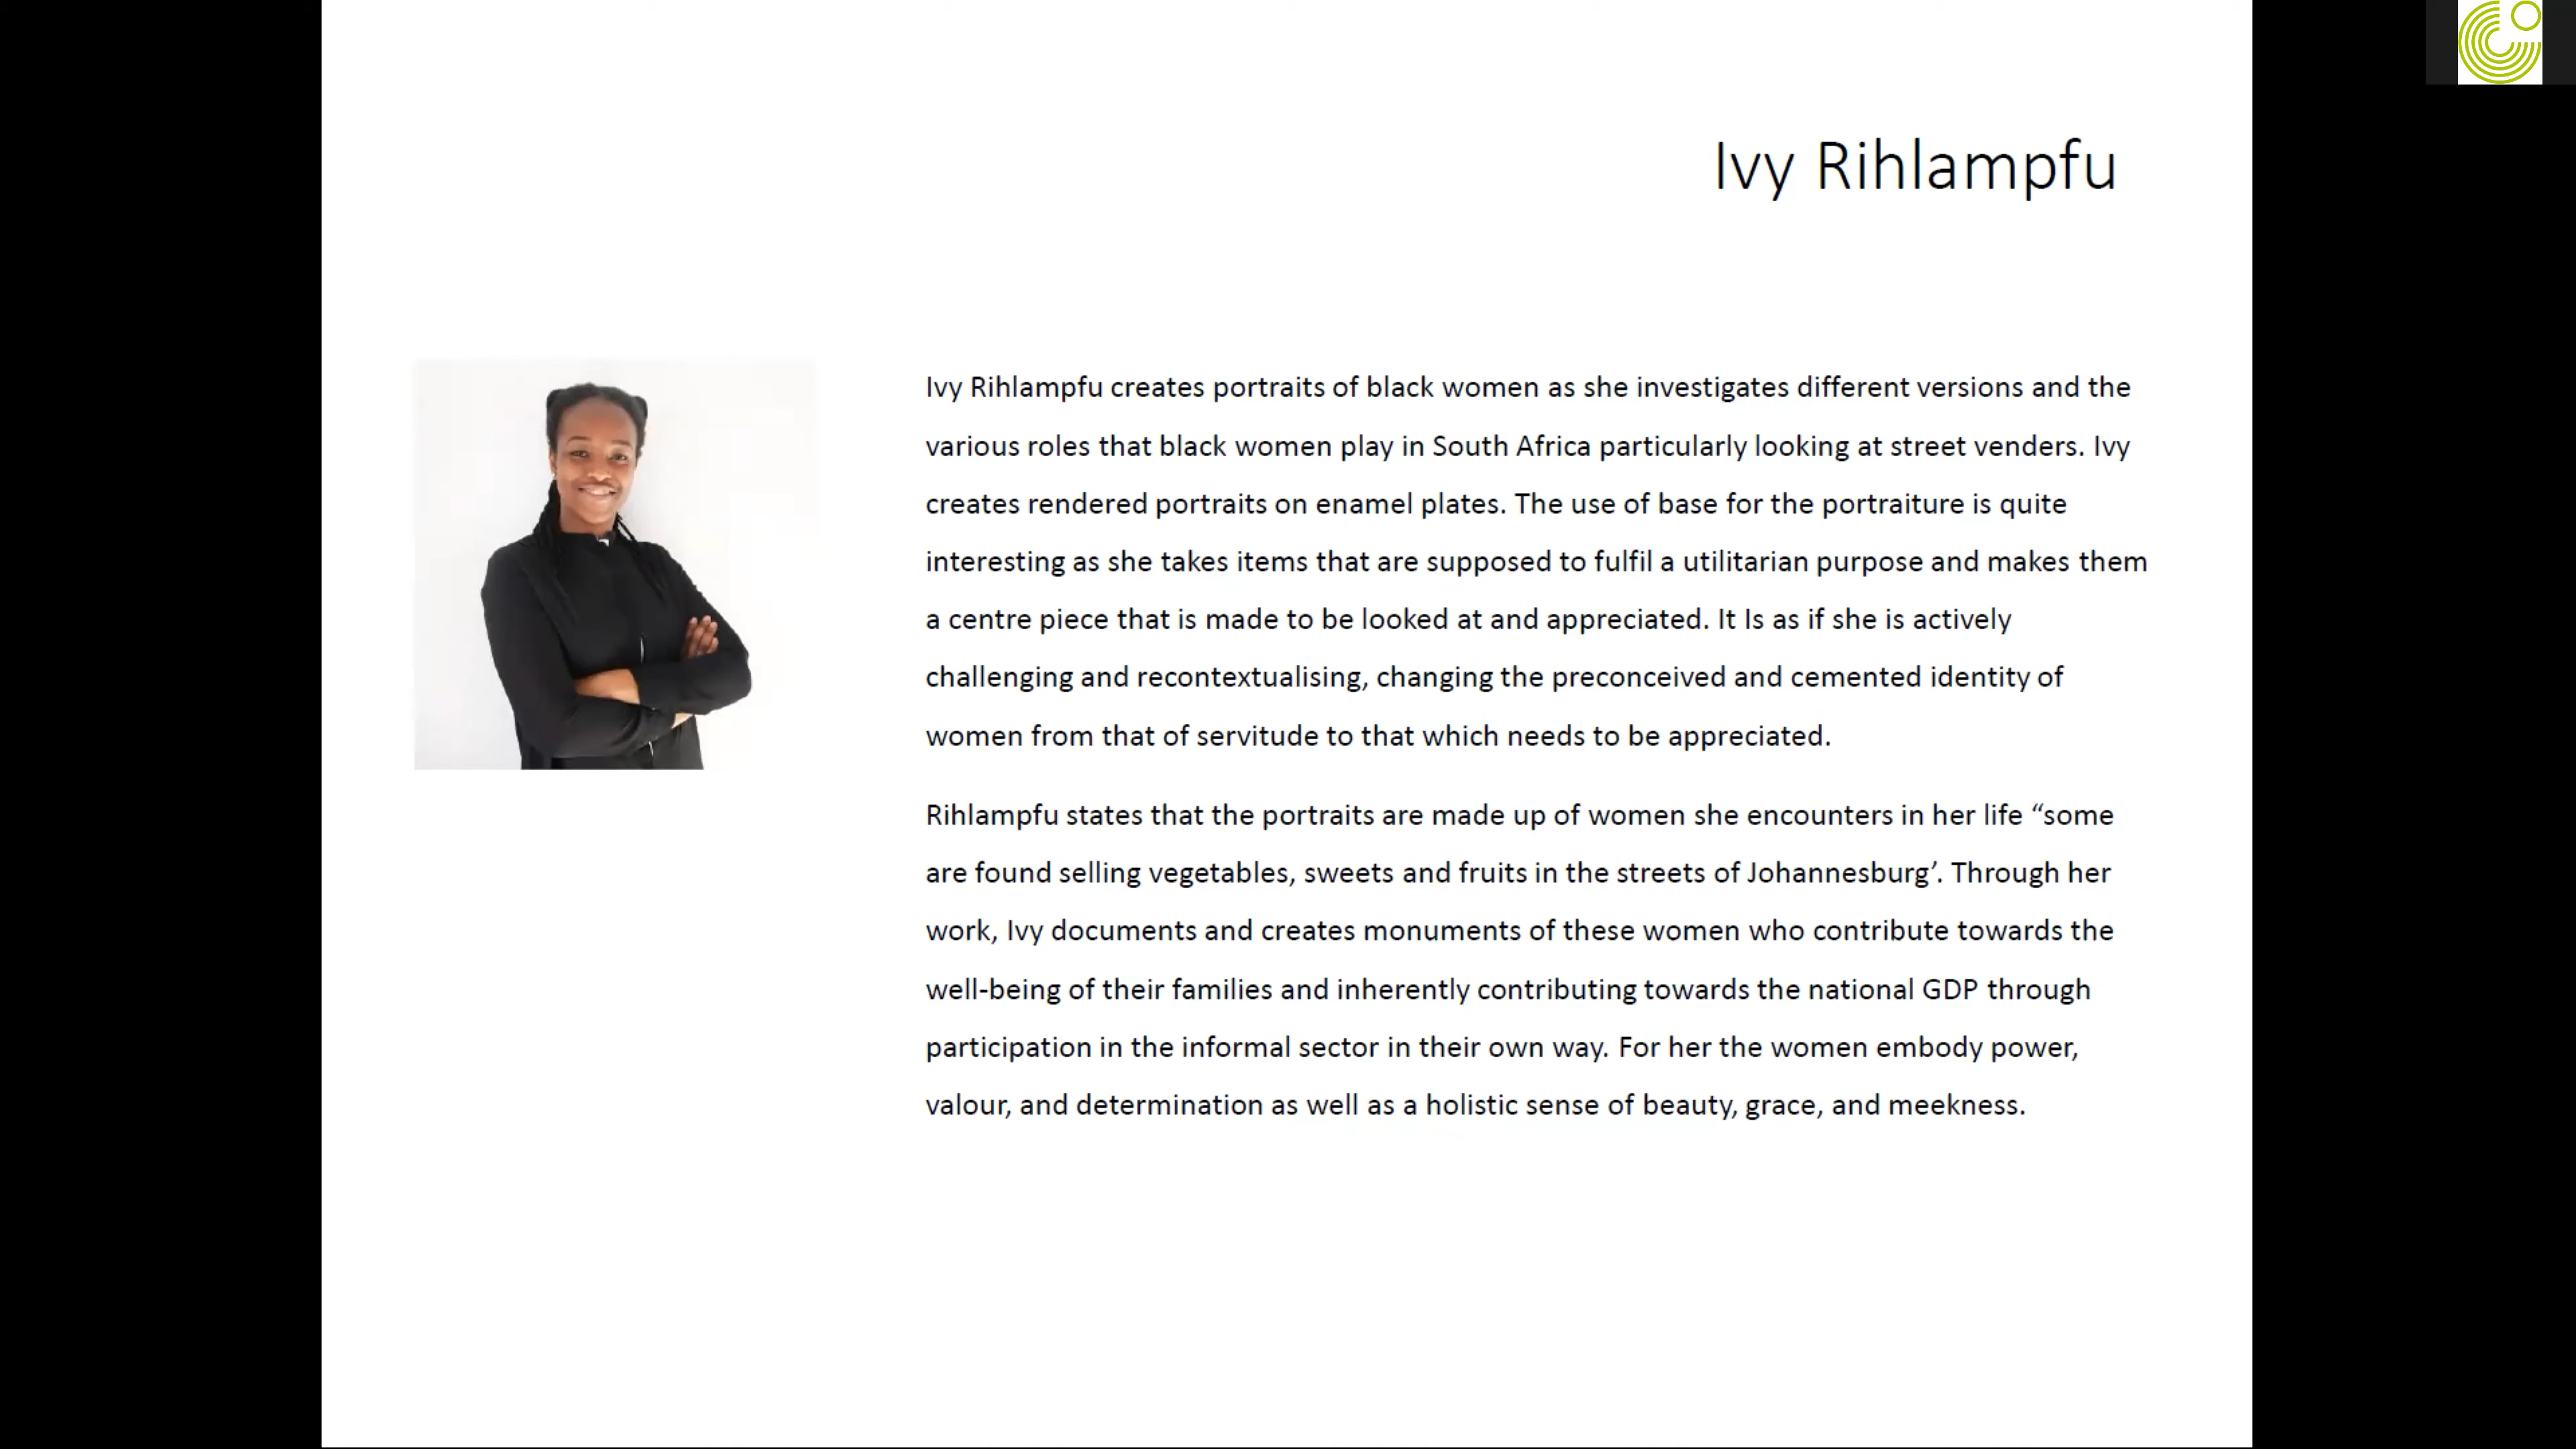 Ivy Rihlampfu
Ivy Rihlampfu creates portraits of black women as she investigates different versions and the
various roles that black women play in South Africa particularly looking at street venders. Ivy
creates rendered portraits on enamel plates. The use of base for the portraiture is quite
interesting as she takes items that are supposed to fulfil a utilitarian purpose and makes them
a centre piece that is made to be looked at and appreciated. It Is as if she is actively
challenging and recontextualising, changing the preconceived and cemented identity of
women from that of servitude to that which needs to be appreciated.
Rihlampfu states that the portraits are made up of women she encounters in her life “some
are found selling vegetables, sweets and fruits in the streets of Johannesburg’. Through her
work, Ivy documents and creates monuments of these women who contribute towards the
well-being of their families and inherently contributing towards the national GDP through
participation in the informal sector in their own way. For her the women embody power,
valour, and determination as well as a holistic sense of beauty, grace, and meekness.